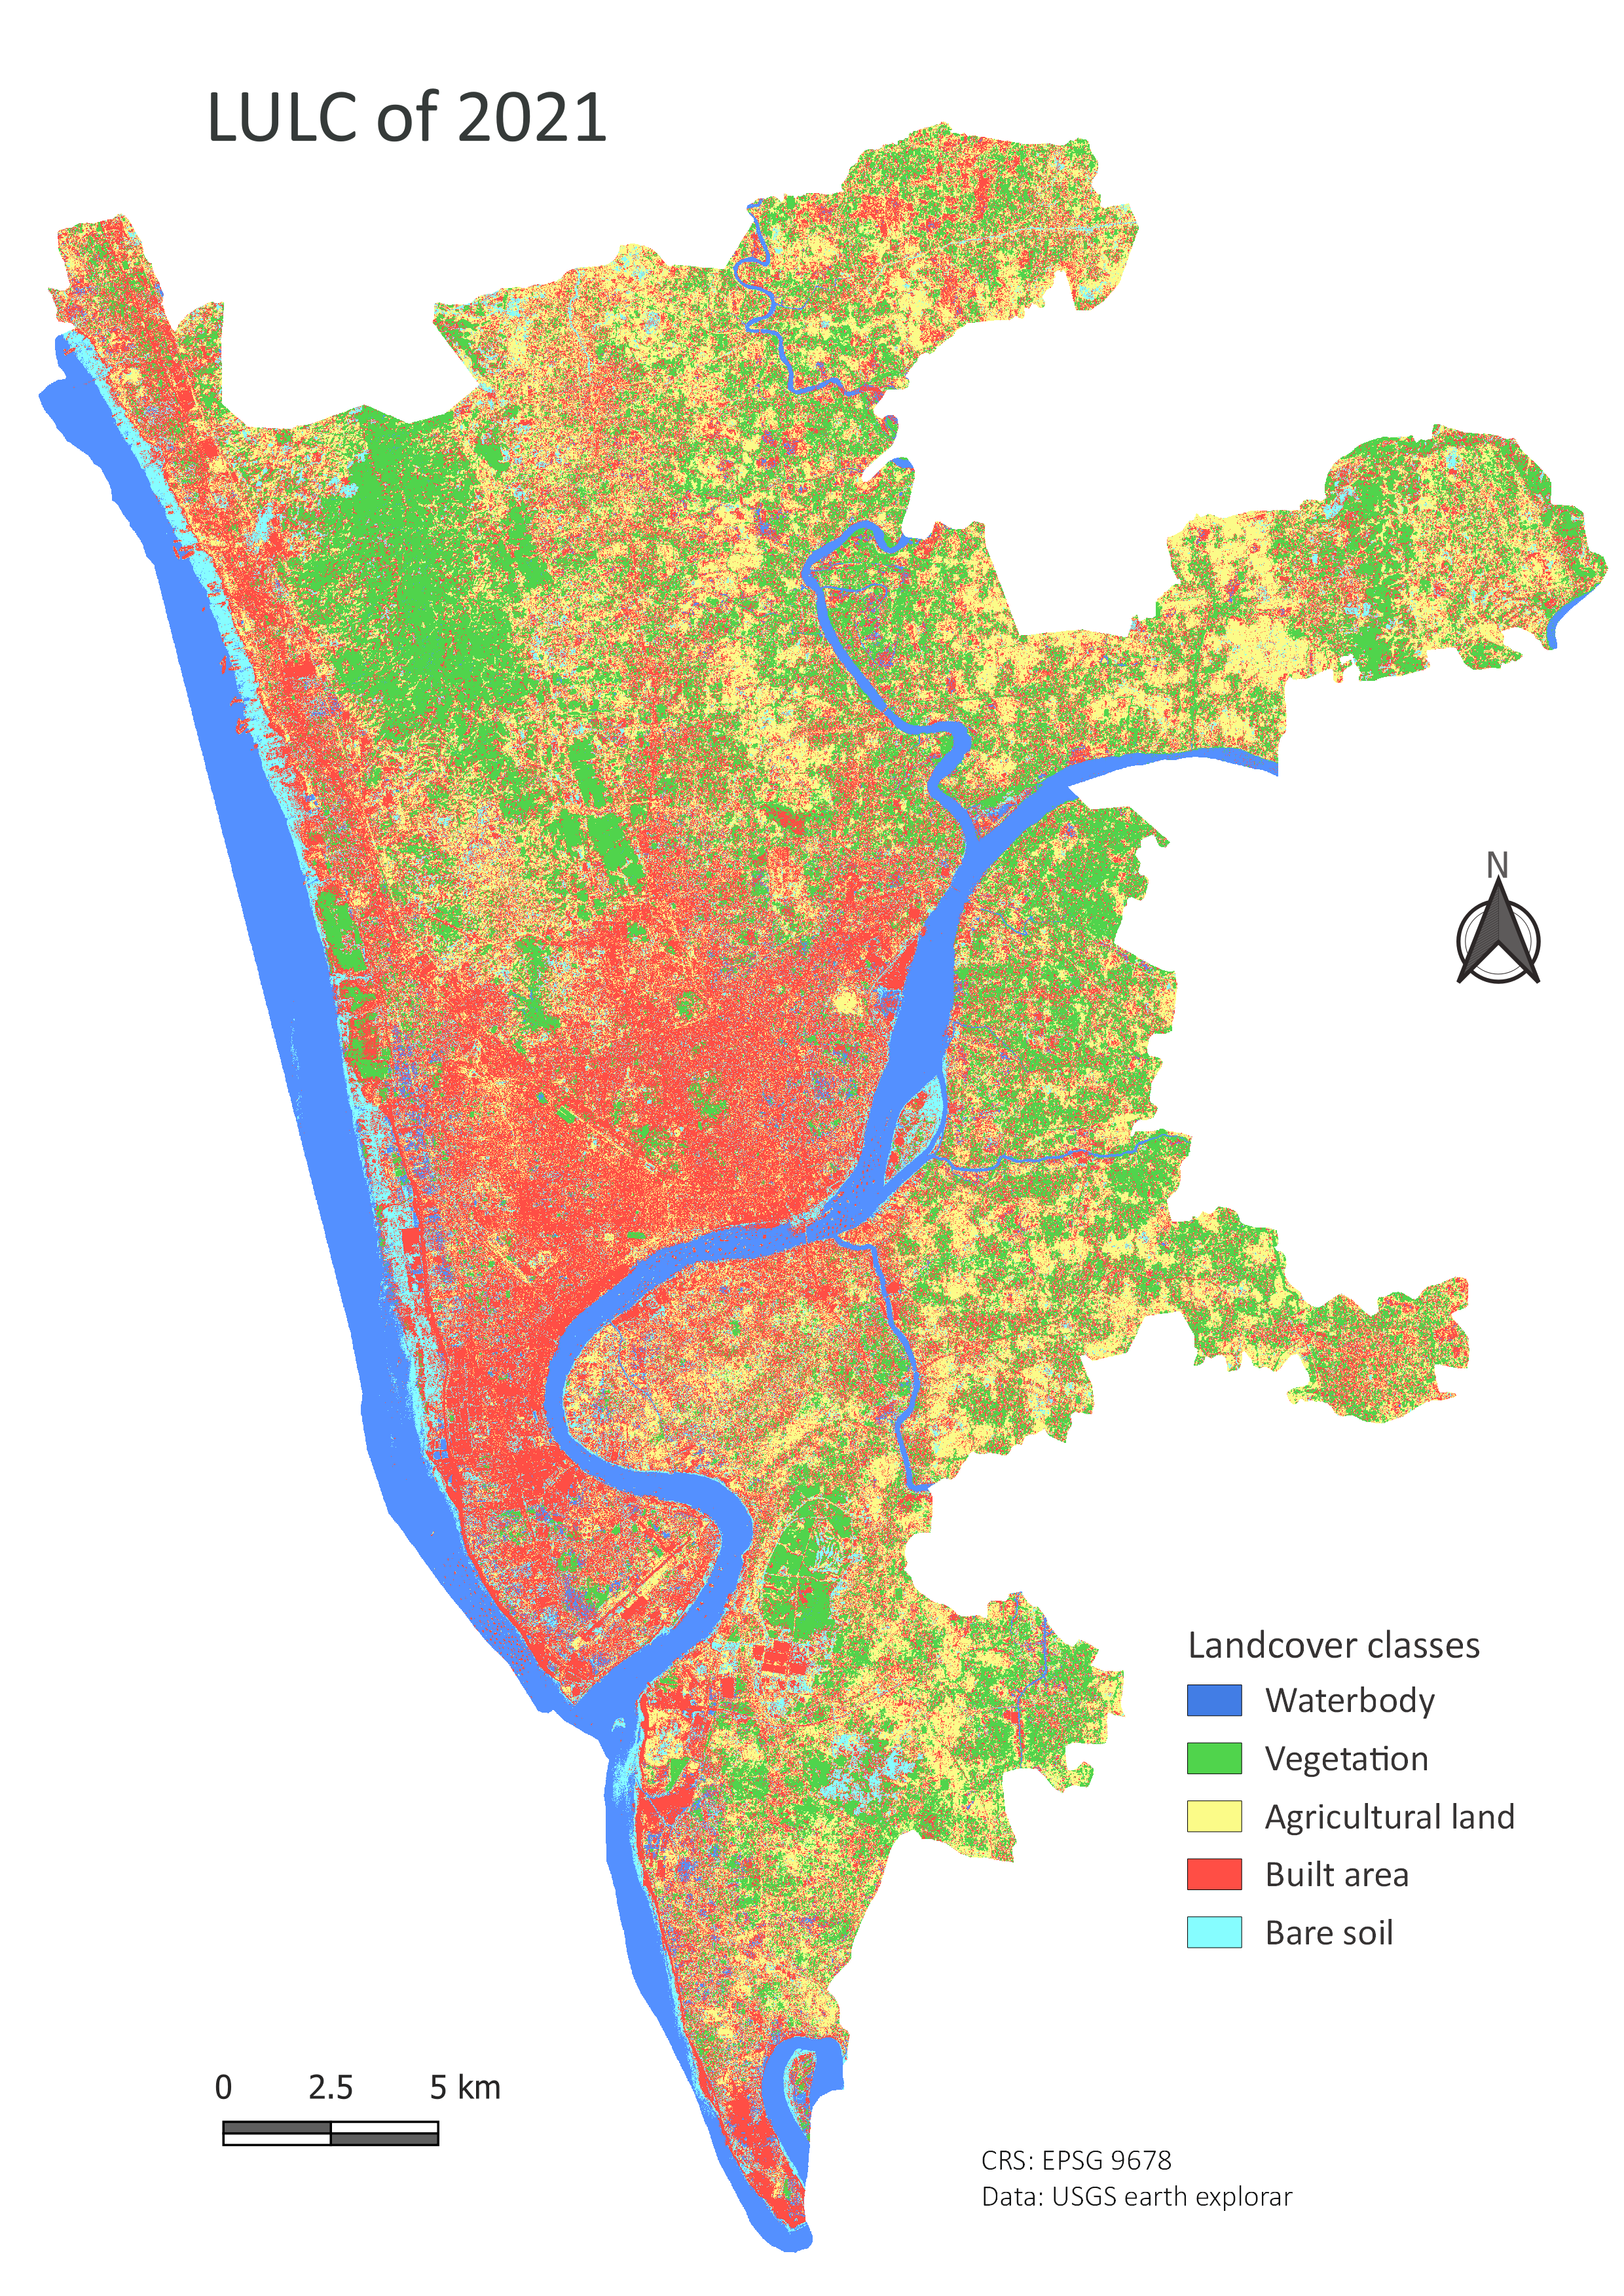 LULC of 2021
N
Landcover classes
Waterbody
Vegetation
Agricultural land
Built area
Bare soil
0 2.5 5 km
CRS: EPSG 9678
Data: USGS earth explorar